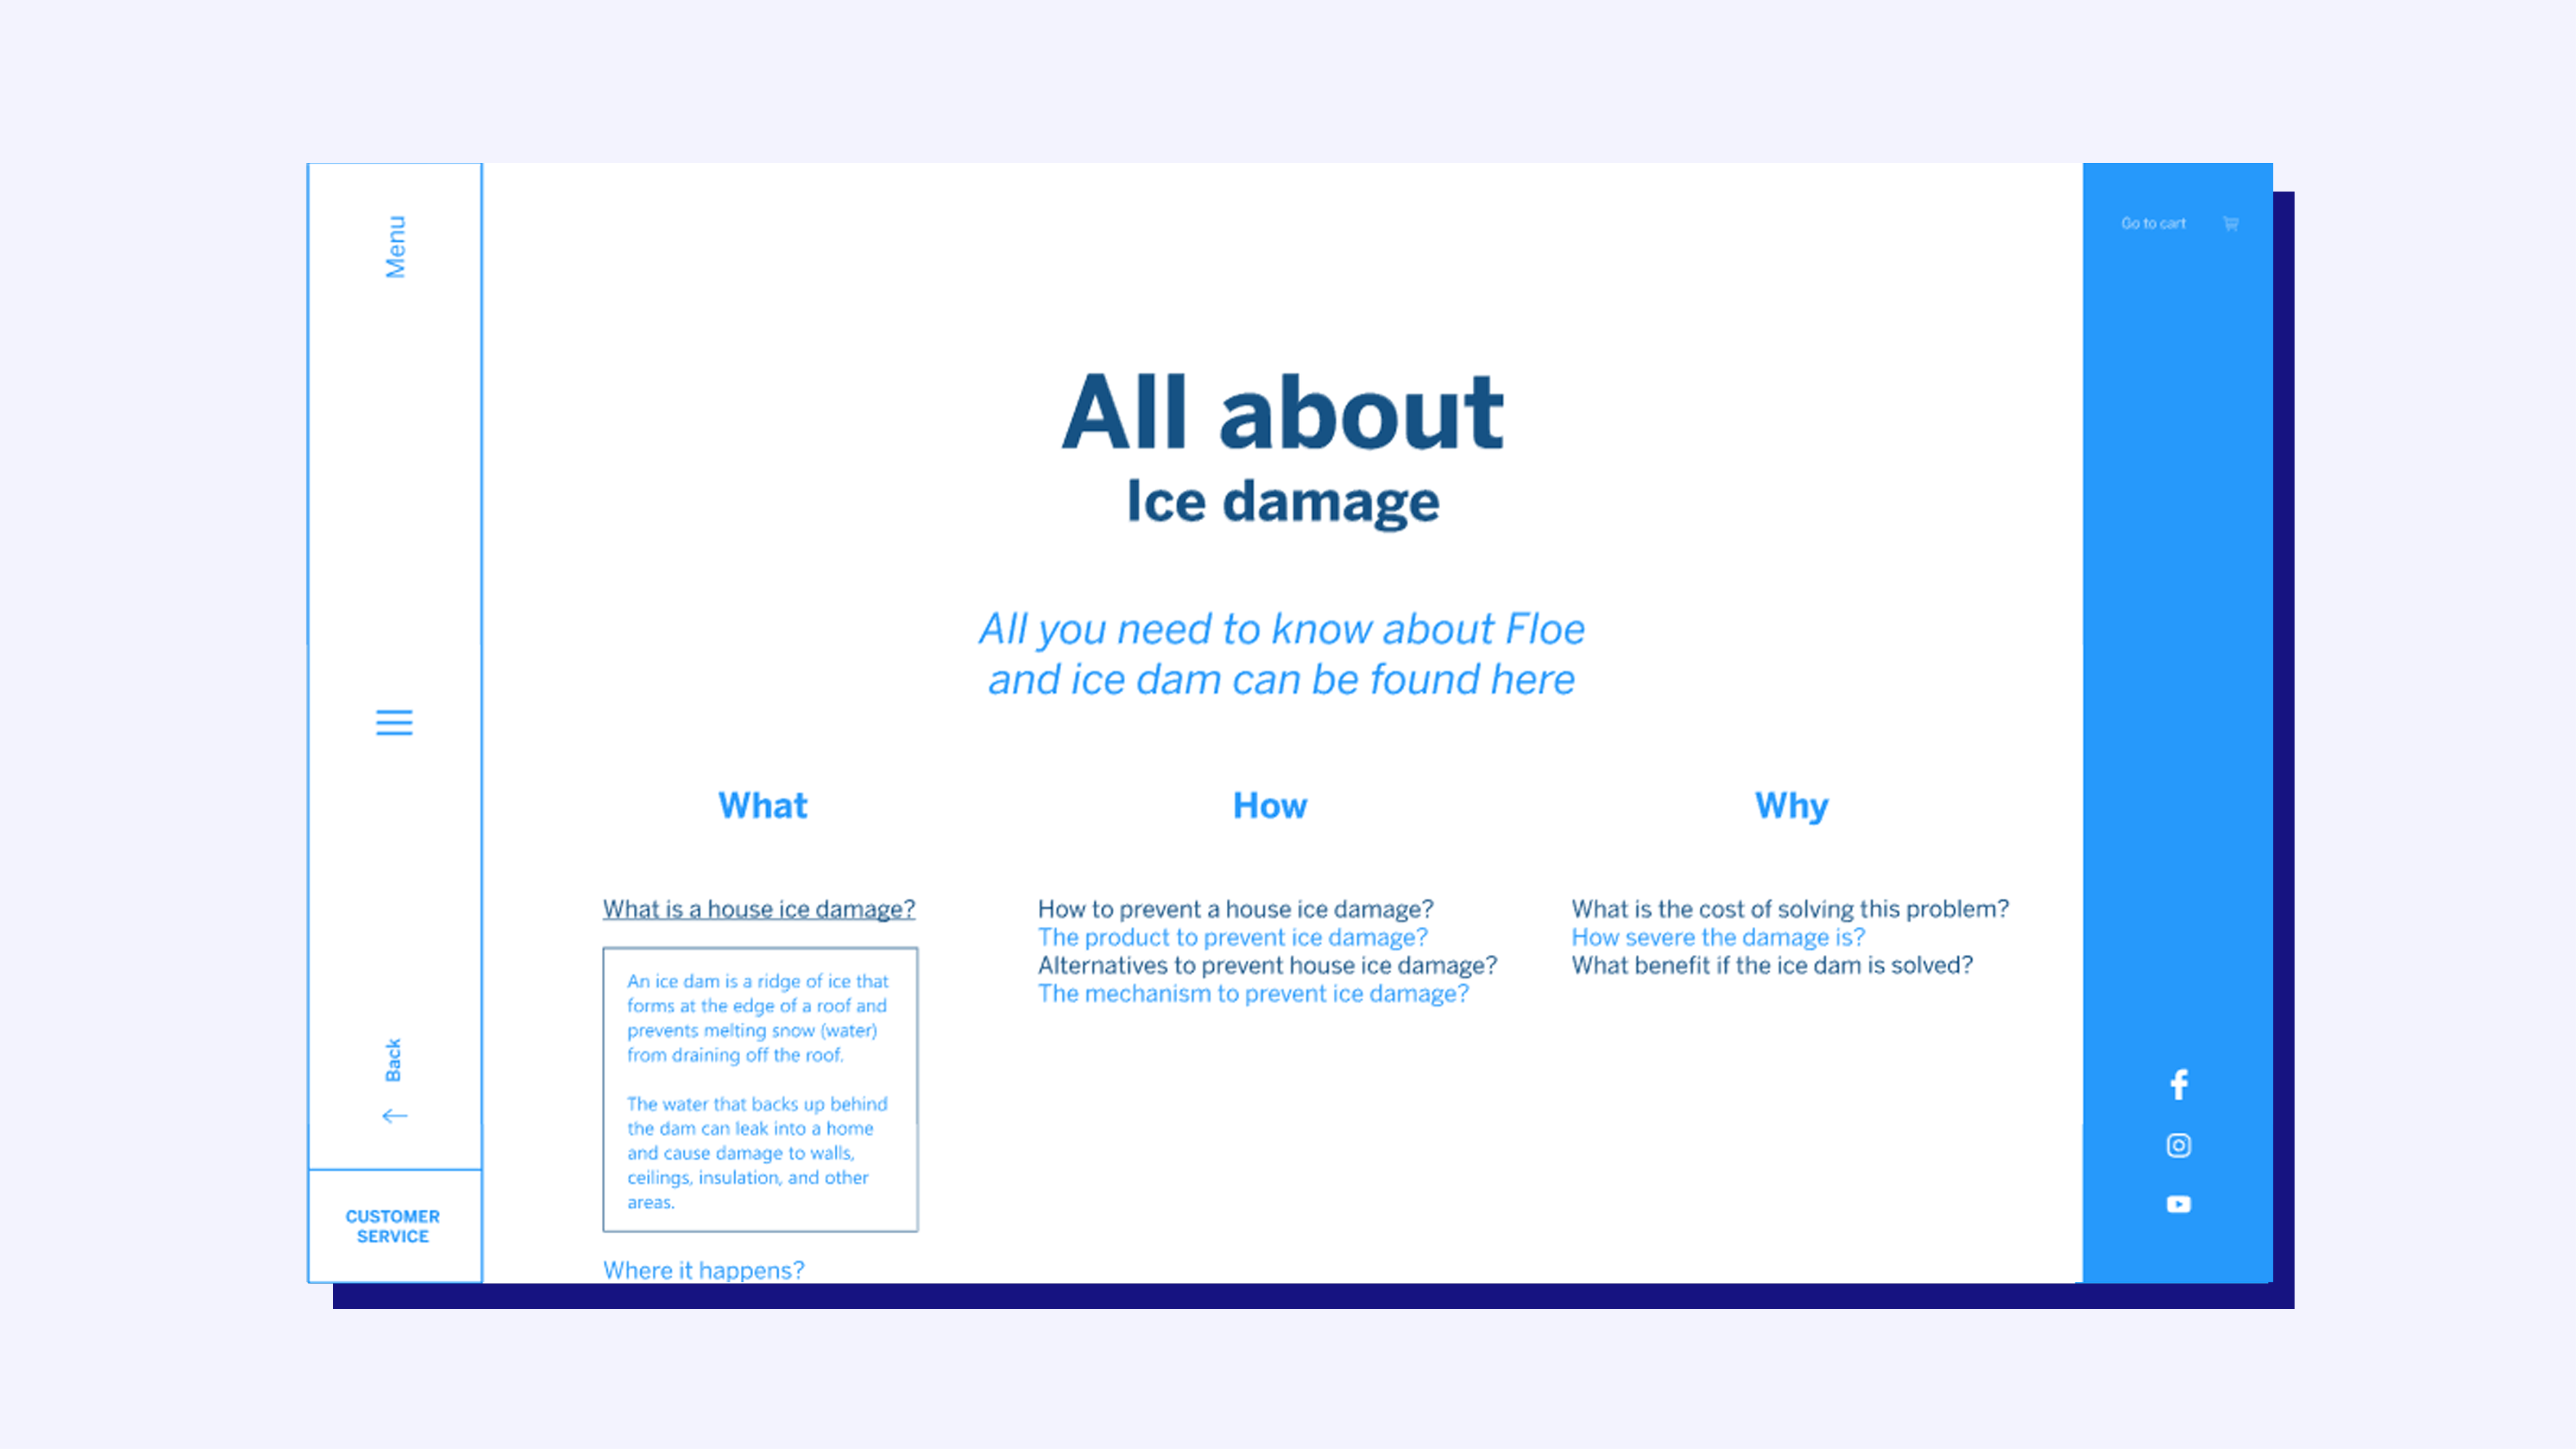 Menu
Go to cart
All about
Ice damage
All you need to know about Floe
and ice dam can be found here
What
How
Why
What is a house ice damage?
An ice dam is a ridge of ice that
forms at the edge of a roof and
prevents melting snow (water)
from draining off the roof.
The water that backs up behind
the dam can leak into a home
and cause damage to walls,
ceilings, insulation, and other
areas.
Where it happens?
How to prevent a house ice damage?
The product to prevent ice damage?
Alternatives to prevent house ice damage?
The mechanism to prevent ice damage?
What is the cost of solving this problem?
How severe the damage is?
What benefit if the ice dam is solved?
Back
CUSTOMER
SERVICE